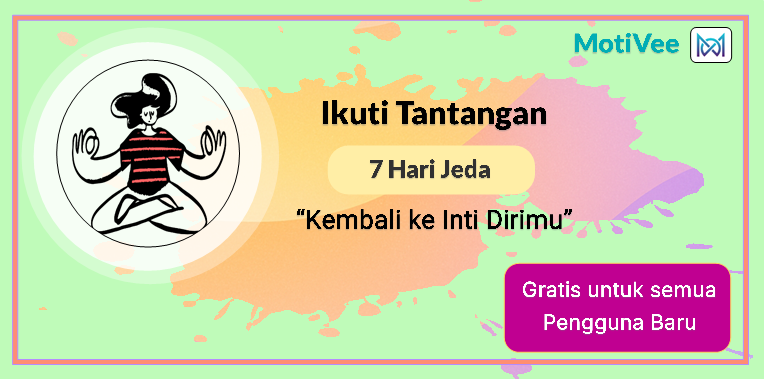 MotiVee
Ikuti Tantangan
7 Hari Jeda
“Kembali ke Inti Dirimu”
Gratis untuk semua
Pengguna Baru